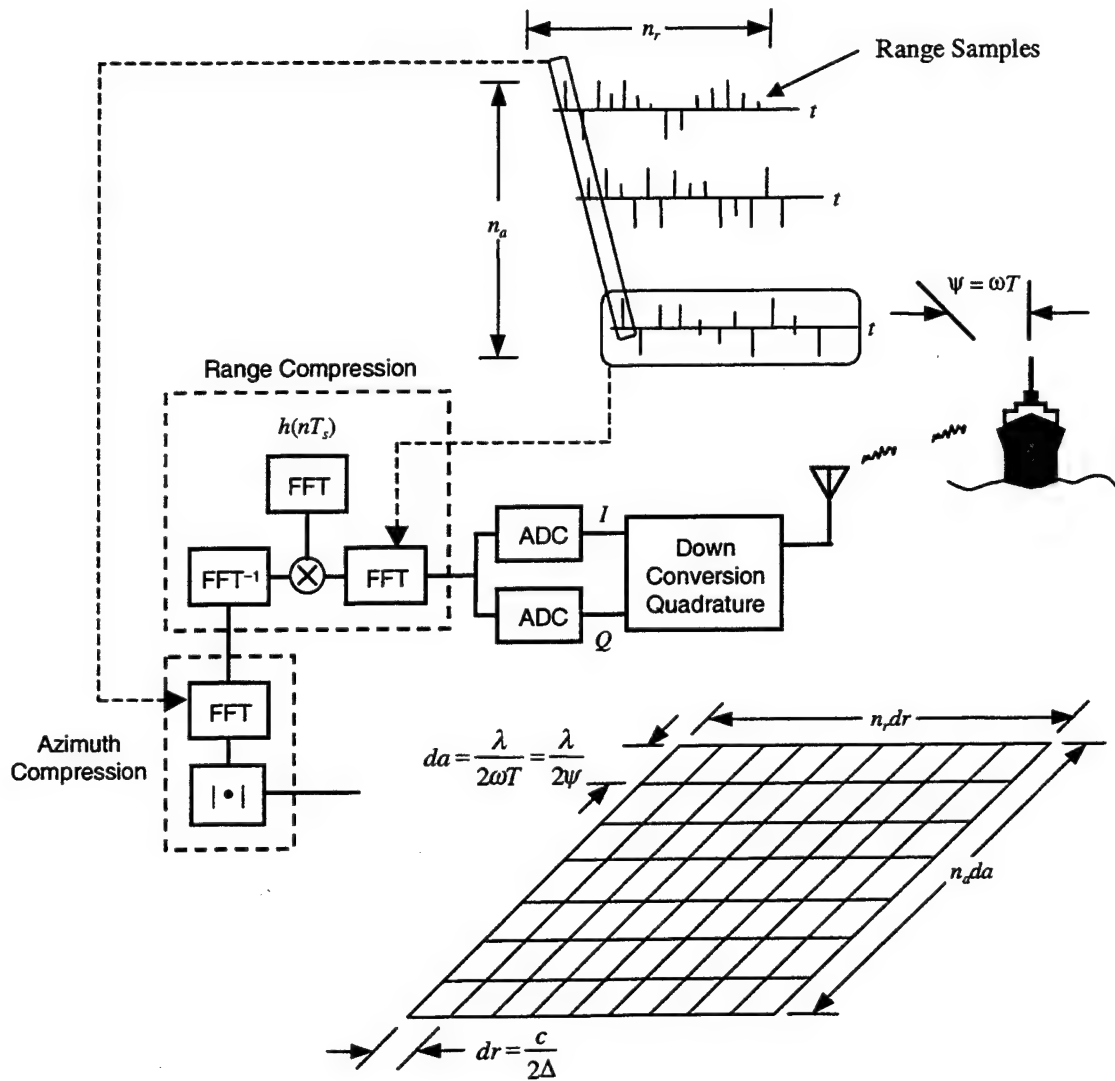 n_r
Range Samples
t
n_a
t
ψ = ωT
t
Range Compression
h(nT_s)
FFT
ADC
I
FFT⁻¹
FFT
Down
Conversion
Quadrature
ADC
Q
FFT
Azimuth
Compression
| • |
n_r dr
da = λ/2ωT = λ/2ψ
n_a da
dr = c/2Δ